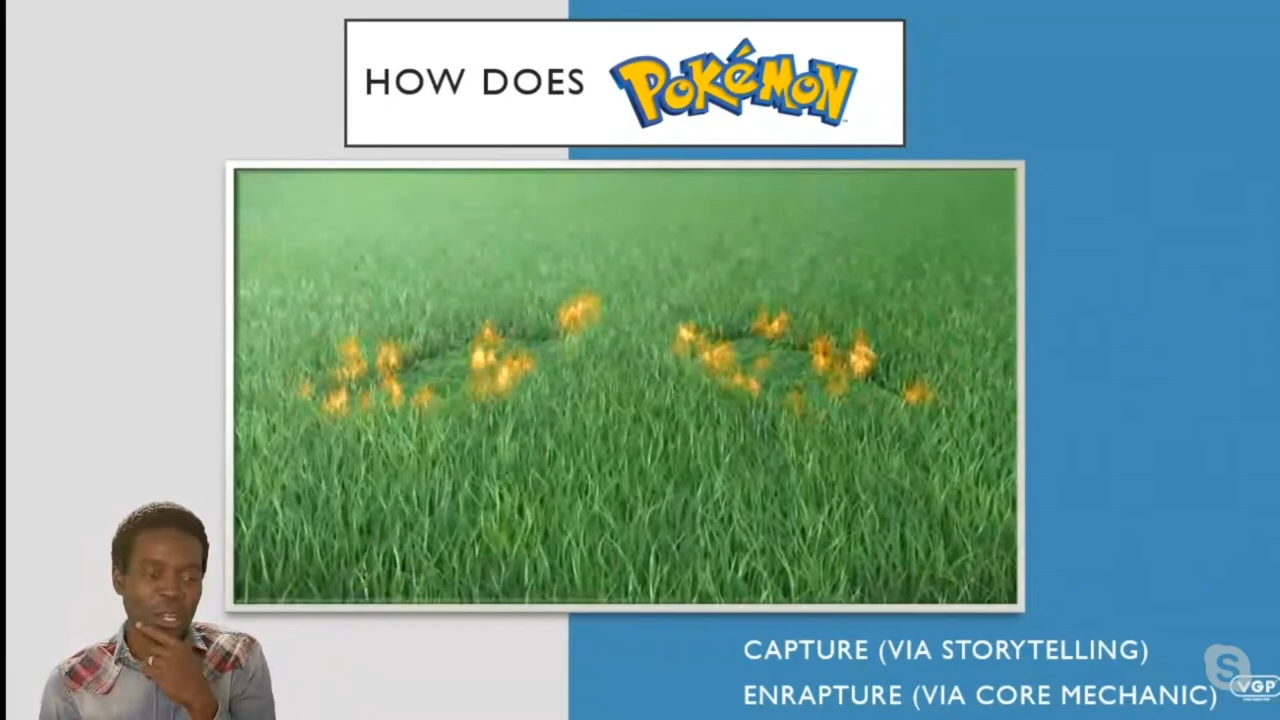 HOW DOES POKéMON
CAPTURE (VIA STORYTELLING)
ENRAPTURE (VIA CORE MECHANIC)
S
VGP